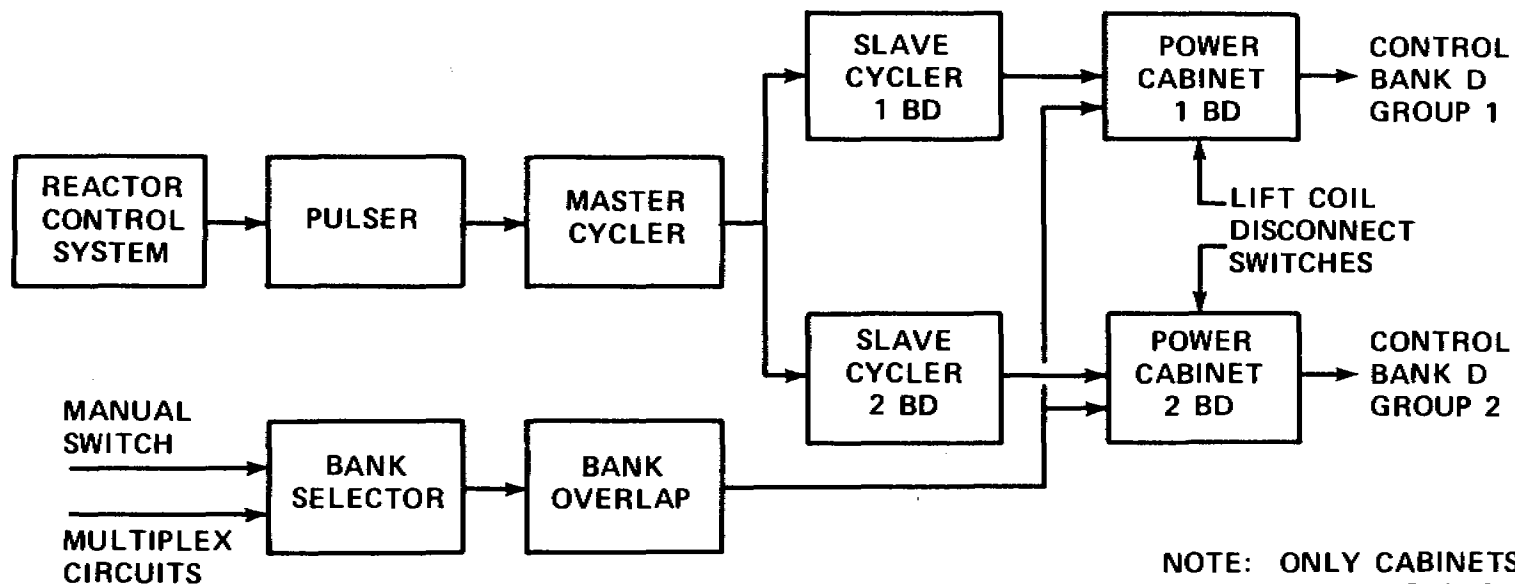 SLAVE
CYCLER
1 BD
POWER
CABINET
1 BD
CONTROL
BANK D
GROUP 1
REACTOR
CONTROL
SYSTEM
PULSER
MASTER
CYCLER
LIFT COIL
DISCONNECT
SWITCHES
SLAVE
CYCLER
2 BD
POWER
CABINET
2 BD
CONTROL
BANK D
GROUP 2
MANUAL
SWITCH
BANK
SELECTOR
BANK
OVERLAP
MULTIPLEX
CIRCUITS
NOTE: ONLY CABINETS